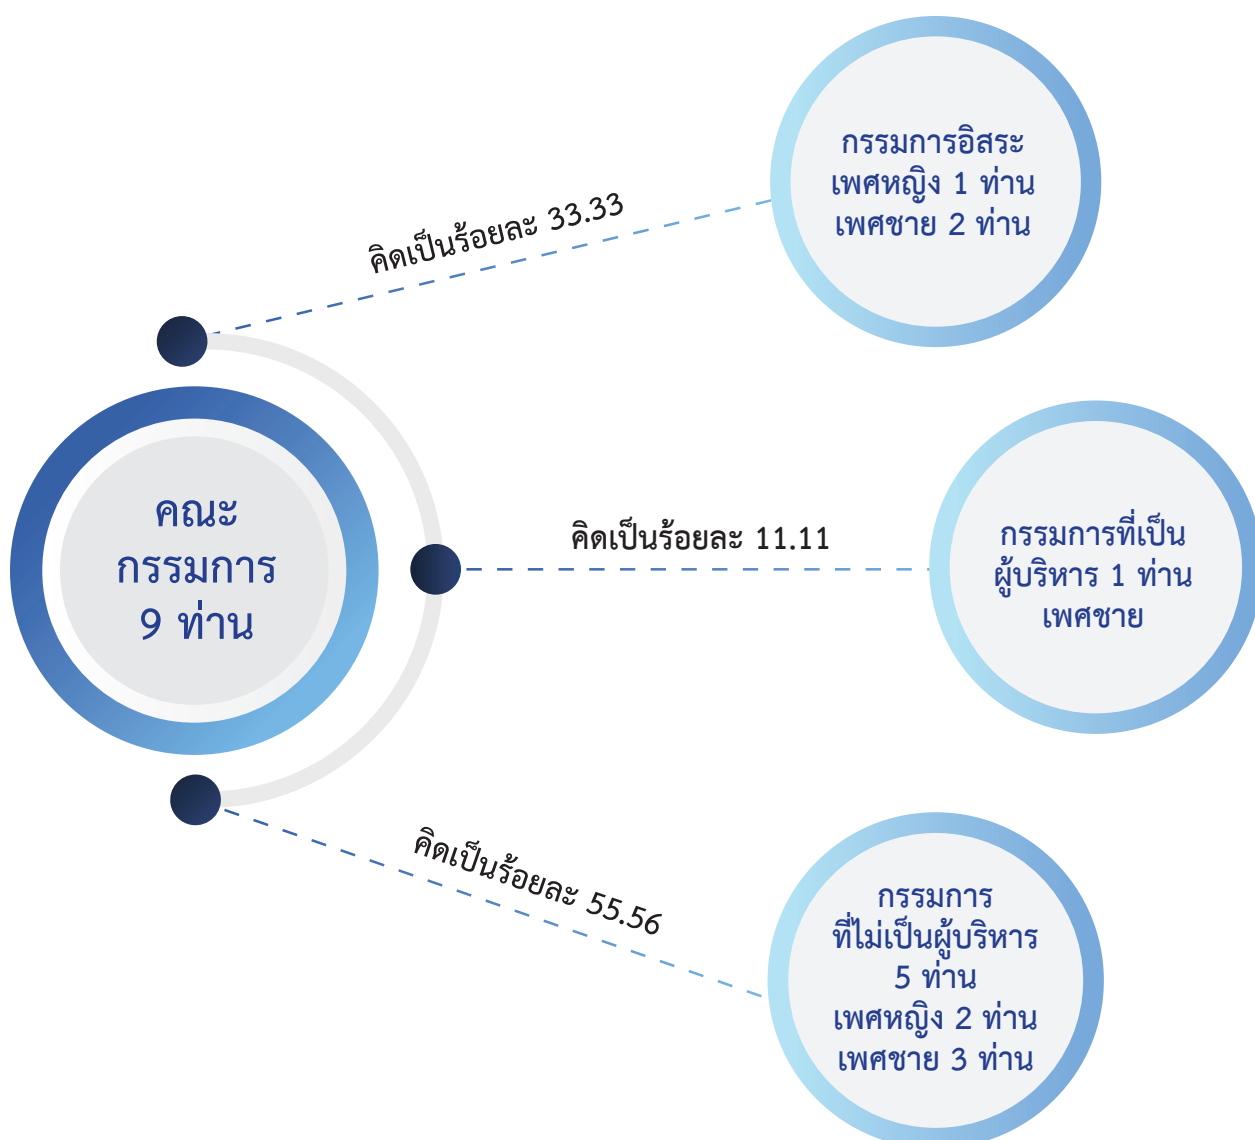 คณะ
กรรมการ
9 ท่าน
คิดเป็นร้อยละ 33.33
กรรมการอิสระ
เพศหญิง 1 ท่าน
เพศชาย 2 ท่าน
คิดเป็นร้อยละ 11.11
กรรมการที่เป็น
ผู้บริหาร 1 ท่าน
เพศชาย
คิดเป็นร้อยละ 55.56
กรรมการ
ที่ไม่เป็นผู้บริหาร
5 ท่าน
เพศหญิง 2 ท่าน
เพศชาย 3 ท่าน